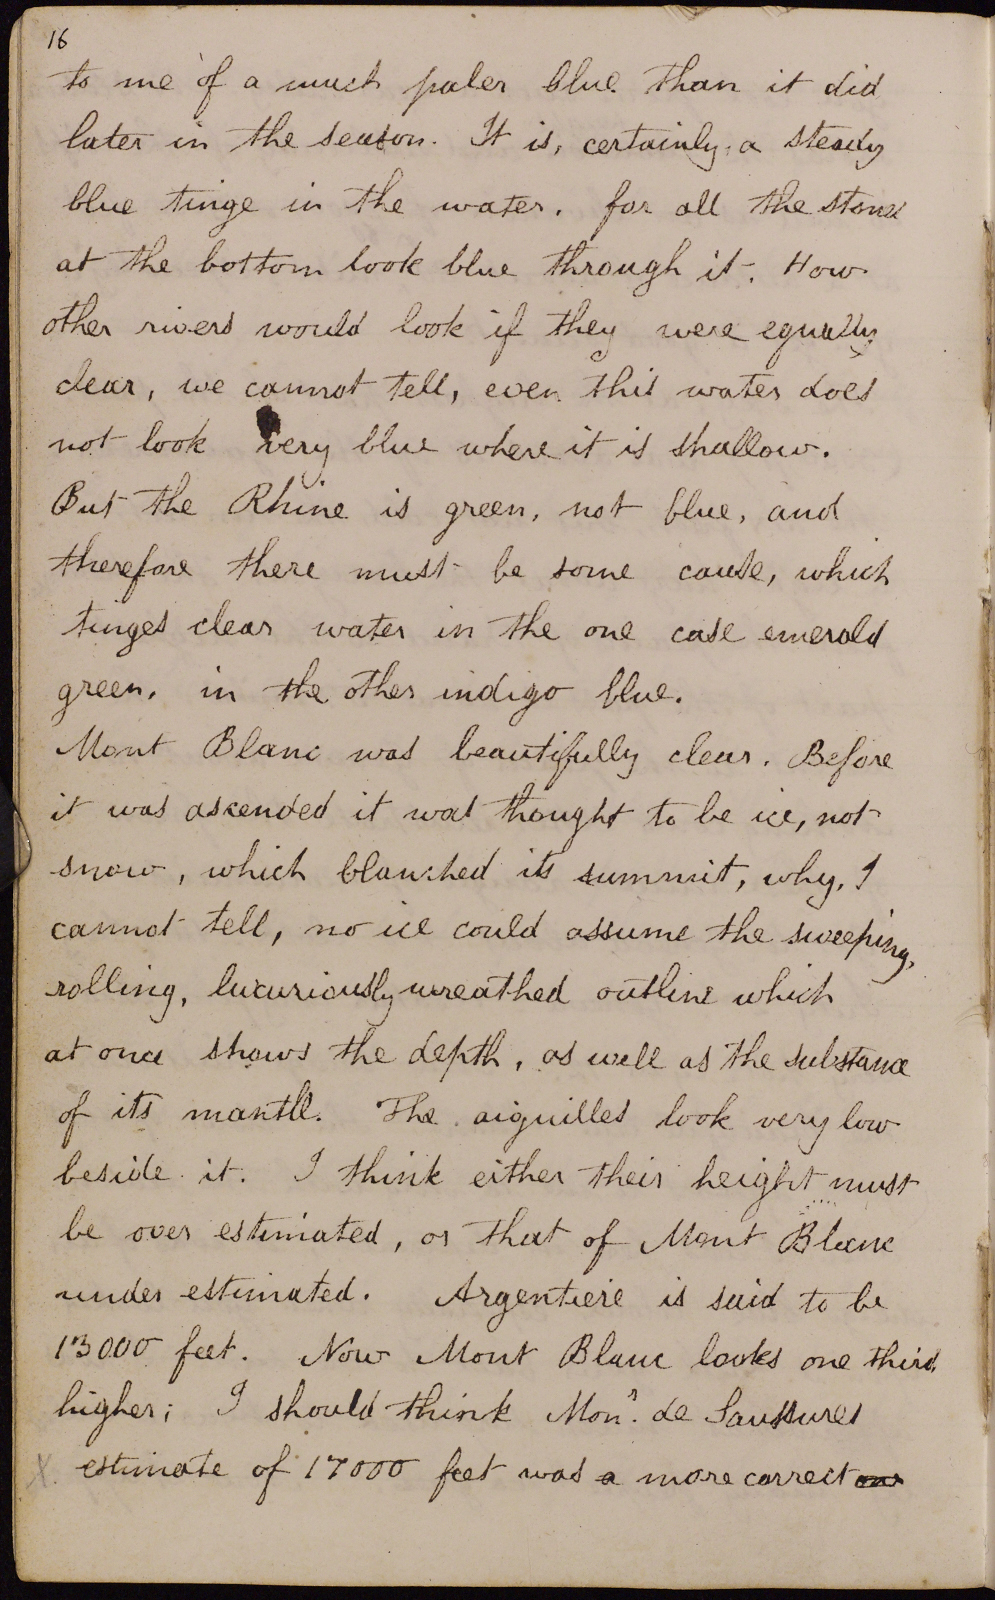 16
to me of a much paler blue than it did
later in the season. It is, certainly, a steady
blue tinge in the water, for all the stones
at the bottom look blue through it. How
other rivers would look if they were equally
clear, we cannot tell, even this water does
not look very blue where it is shallow.
But the Rhine is green, not blue, and
therefore there must be some cause, which
tinges clear water in the one case emerald
green, in the other indigo blue.
Mont Blanc was beautifully clear. Before
it was ascended it was thought to be ice, not
snow, which blanched its summit, why, I
cannot tell, no ice could assume the sweeping,
rolling, luxuriously wreathed outline which
at once shows the depth, as well as the substance
of its mantle. The aiguilles look very low
beside it. I think either their height must
be over estimated, or that of Mont Blanc
under estimated. Argentiere is said to be
13000 feet. Now Mont Blanc looks one third
higher; I should think Monr. de Saussures
X. estimate of 17000 feet was a more correct one